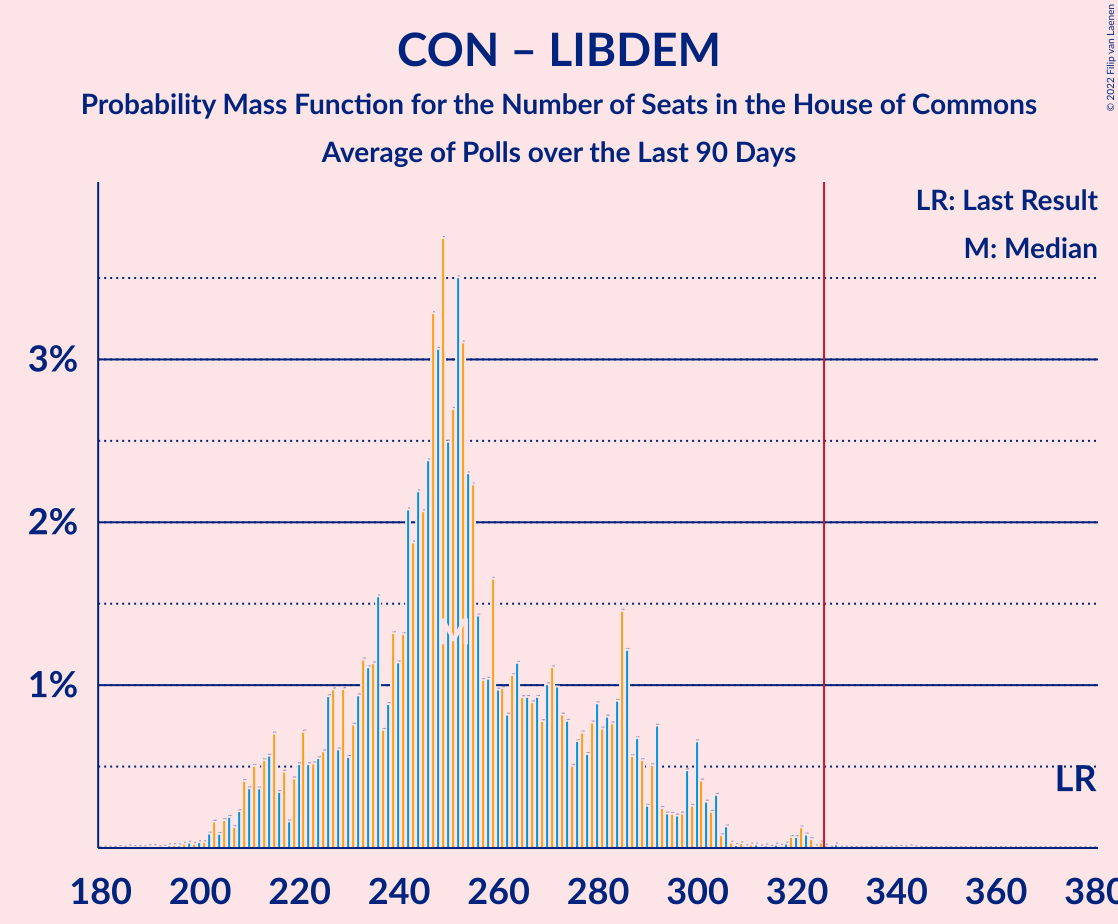 CON – LIBDEM
Probability Mass Function for the Number of Seats in the House of Commons
Average of Polls over the Last 90 Days
© 2022 Filip van Laenen
LR: Last Result
M: Median
3%
2%
1%
M
LR
180 200 220 240 260 280 300 320 340 360 380